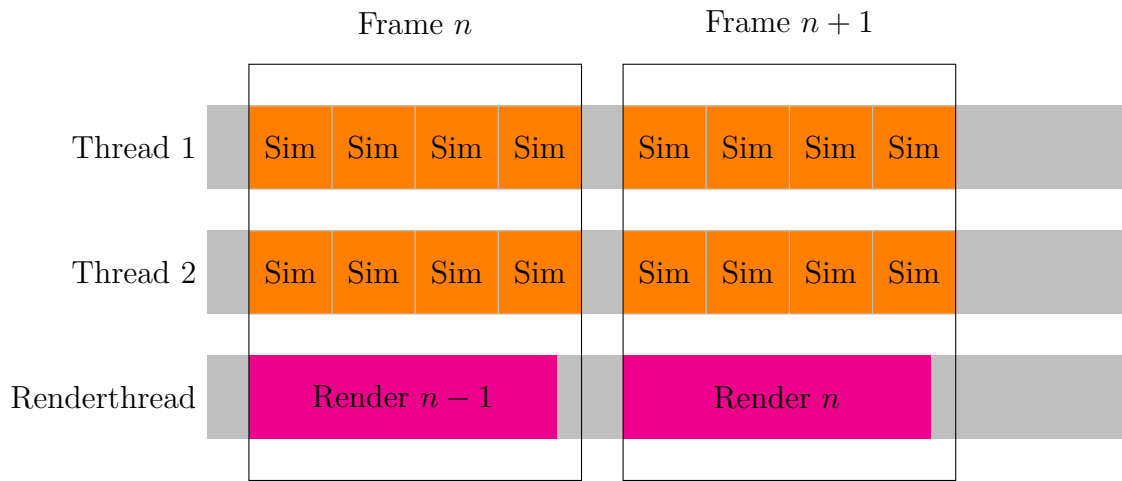 Frame n
Frame n + 1
Thread 1
Sim Sim Sim Sim
Sim Sim Sim Sim
Thread 2
Sim Sim Sim Sim
Sim Sim Sim Sim
Renderthread
Render n − 1
Render n